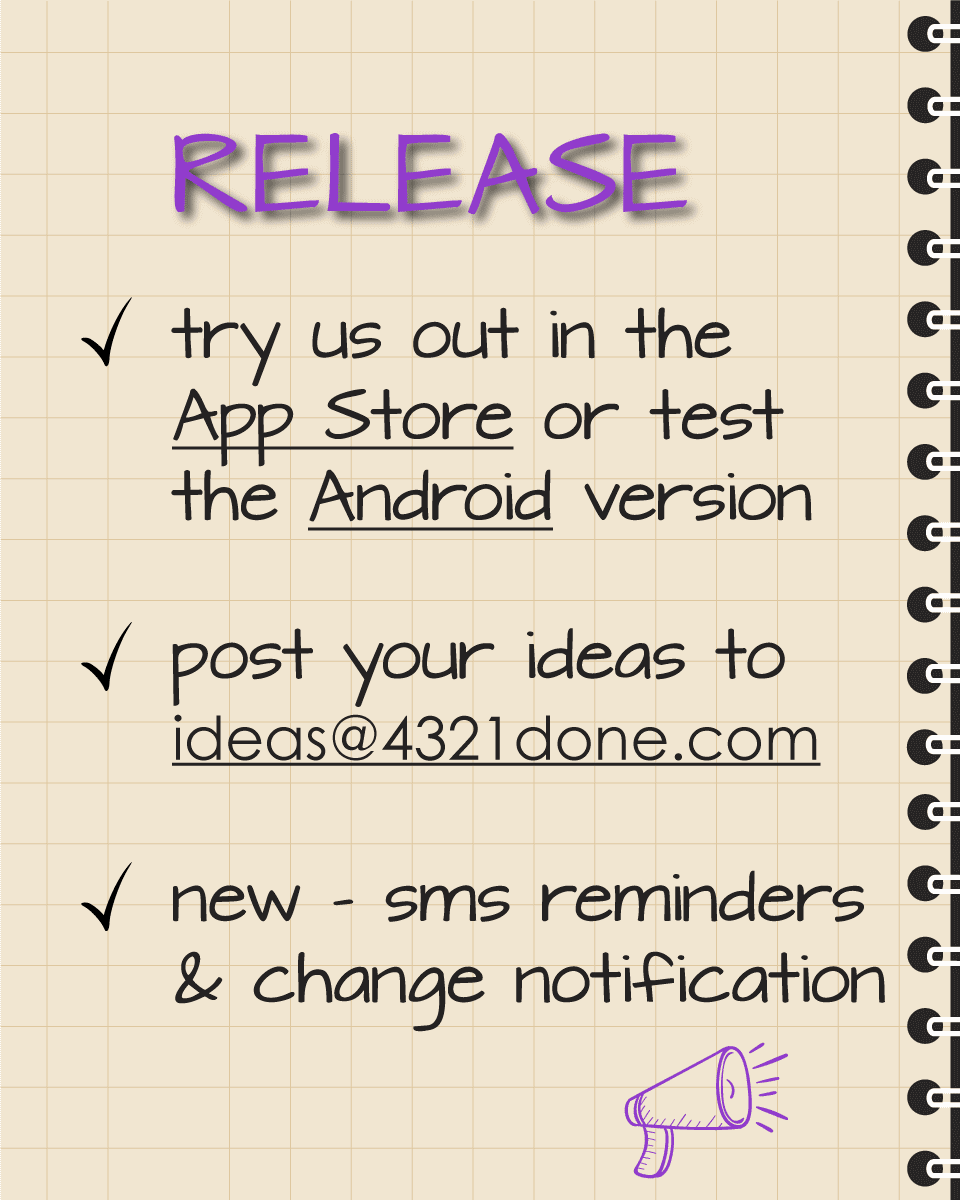 RELEASE
try us out in the
App Store or test
the Android version
post your ideas to
ideas@4321done.com
new - sms reminders
& change notification